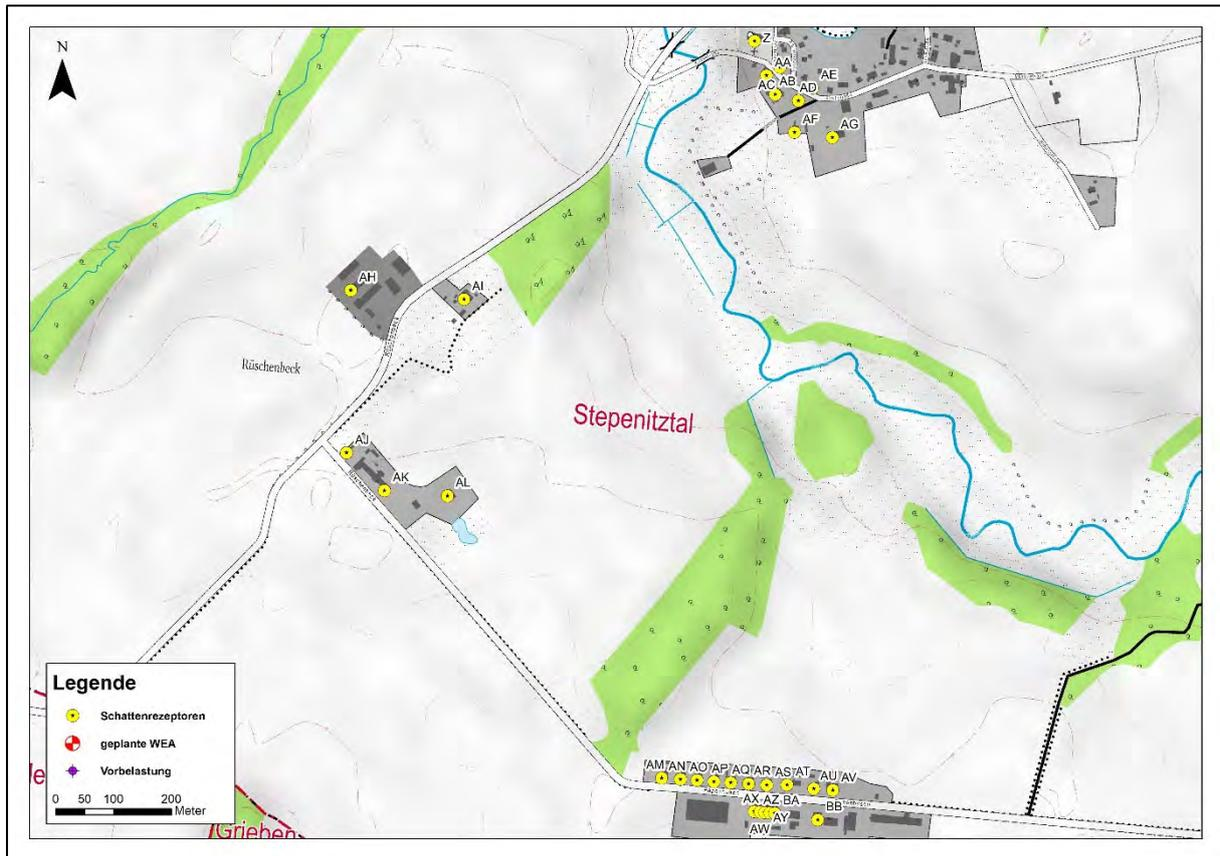 N
Z
AA
AB
AC
AD
AE
AF
AG
AH
AI
Rüschenbeck
Stepenitztal
AJ
AK
AL
Legende
Schattenrezeptoren
geplante WEA
Vorbelastung
0 50 100 200
Meter
Grieben
AM AN AO AP AQ AR AS AT AU AV
AX AZ BA BB
AW AY